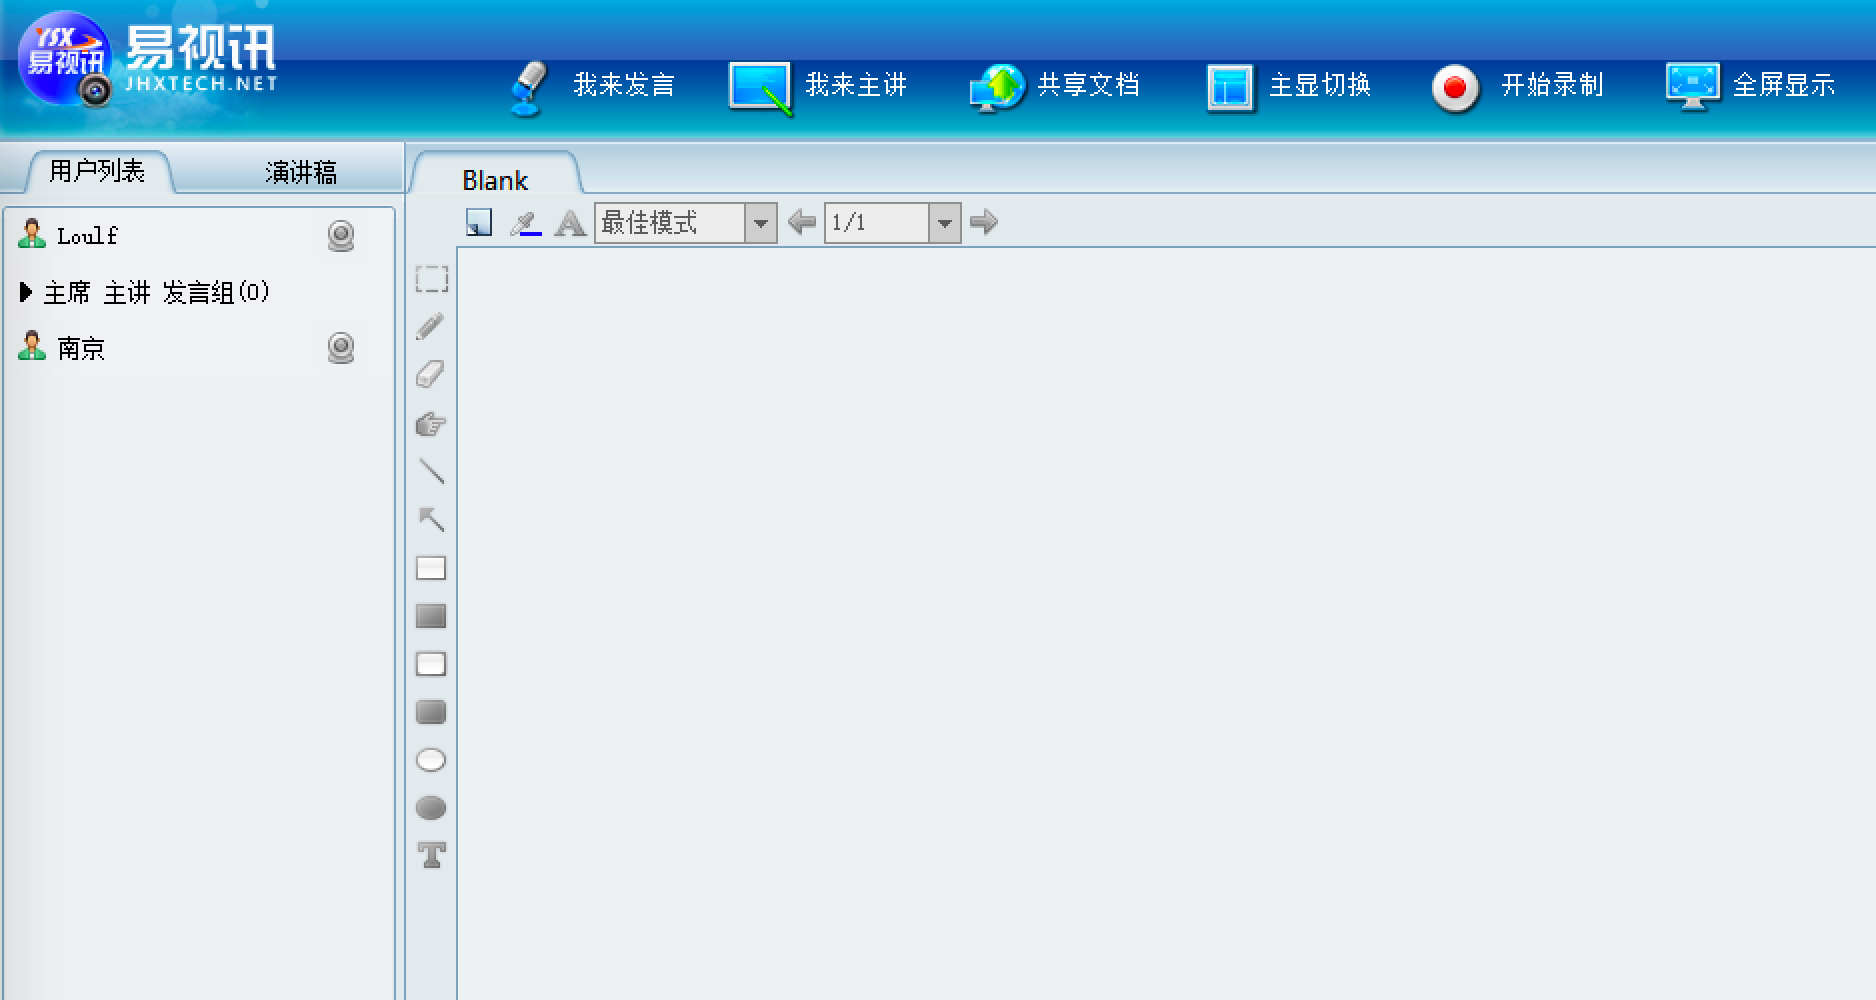 YSX
易视讯
易视讯
JHXTECH.NET
我来发言 我来主讲 共享文档 主显切换 开始录制 全屏显示
用户列表 演讲稿 Blank
最佳模式 1/1
Loulf
主席 主讲 发言组(0)
南京